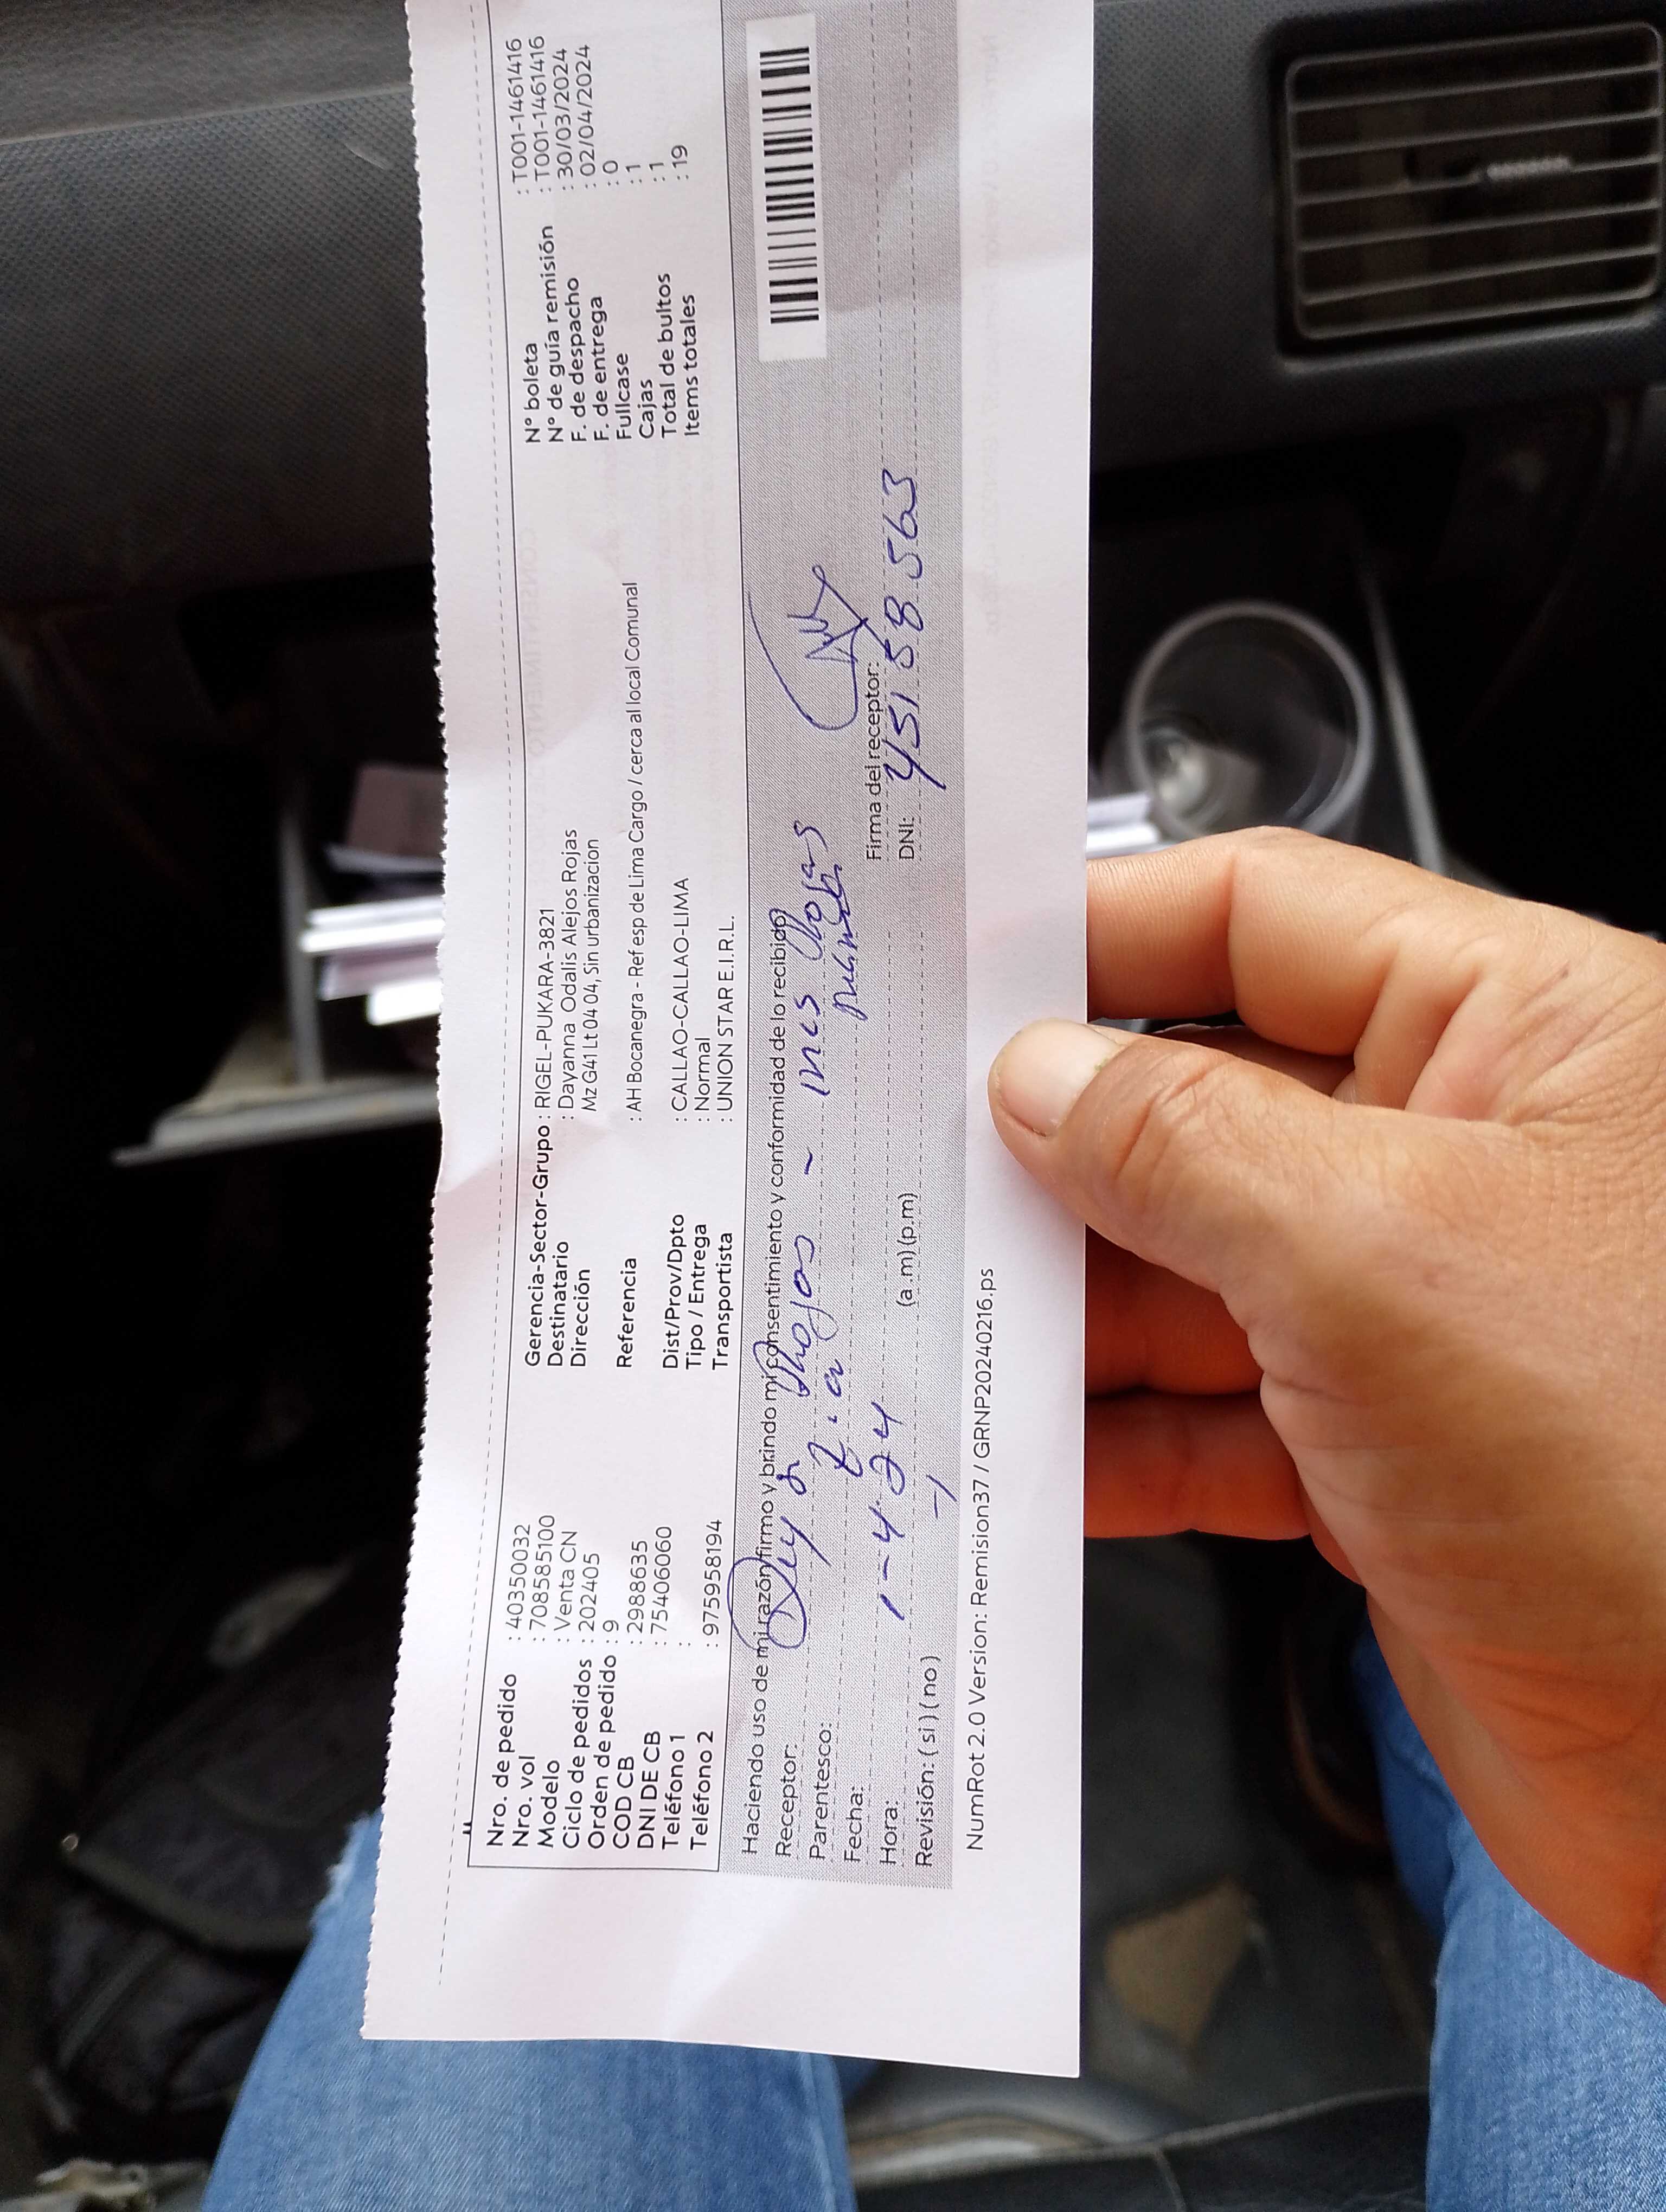 Nro. de pedido : 40350032
Nro. vol : 708585100
Modelo : Venta CN
Ciclo de pedidos : 202405
Orden de pedido : 9
COD CB : 2988635
DNI DE CB : 75406060
Teléfono 1 :
Teléfono 2 : 975958194
Gerencia-Sector-Grupo : RIGEL-PUKARA-3821
Destinatario : Dayanna Odalis Alejos Rojas
Dirección Mz G41 Lt 04 04, Sin urbanizacion
Referencia : AH Bocanegra - Ref esp de Lima Cargo / cerca al local Comunal
Dist/Prov/Dpto : CALLAO-CALLAO-LIMA
Tipo / Entrega : Normal
Transportista : UNION STAR E.I.R.L.
N° boleta : T001-1461416
N° de guía remisión : T001-1461416
F. de despacho : 30/03/2024
F. de entrega : 02/04/2024
Fullcase : 0
Cajas : 1
Total de bultos : 1
Items totales : 19
Haciendo uso de mi razón firmo y brindo mi consentimiento y conformidad de lo recibido
Receptor: Rojas - Ines Rojas
Parentesco:
Fecha: 1-4-24
Hora: (a.m) (p.m)
Revisión: ( si ) ( no )
Firma del receptor:
DNI: 45158563
NumRot 2.0 Version: Remision37 / GRNP20240216.ps